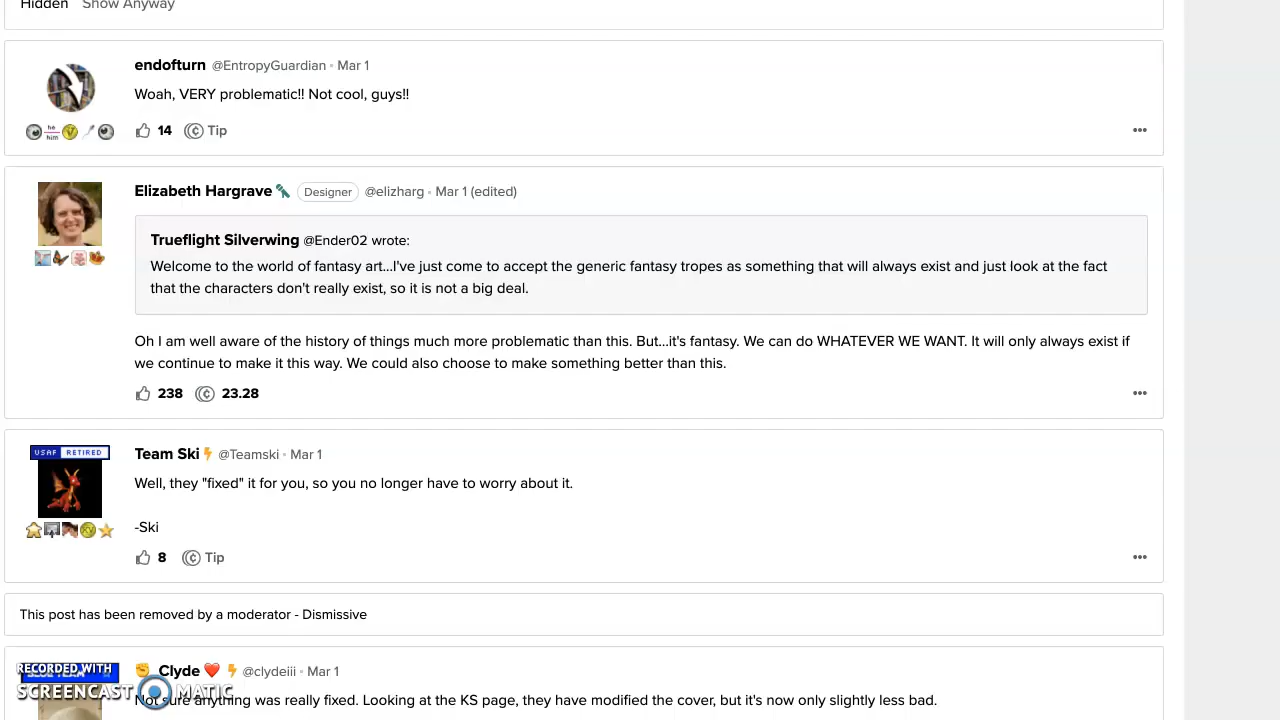 Hidden Show Anyway
endofturn @EntropyGuardian • Mar 1
Woah, VERY problematic!! Not cool, guys!!
he
him
V
14 Tip
Elizabeth Hargrave Designer @elizharg • Mar 1 (edited)
Trueflight Silverwing @Ender02 wrote:
Welcome to the world of fantasy art...I've just come to accept the generic fantasy tropes as something that will always exist and just look at the fact
that the characters don't really exist, so it is not a big deal.
Oh I am well aware of the history of things much more problematic than this. But...it's fantasy. We can do WHATEVER WE WANT. It will only always exist if
we continue to make it this way. We could also choose to make something better than this.
238 23.28
USAF RETIRED
Team Ski @Teamski • Mar 1
Well, they "fixed" it for you, so you no longer have to worry about it.
-Ski
8 Tip
This post has been removed by a moderator - Dismissive
Clyde @clydeiii • Mar 1
RECORDED WITH
SCREENCAST MATIC
Not sure anything was really fixed. Looking at the KS page, they have modified the cover, but it's now only slightly less bad.